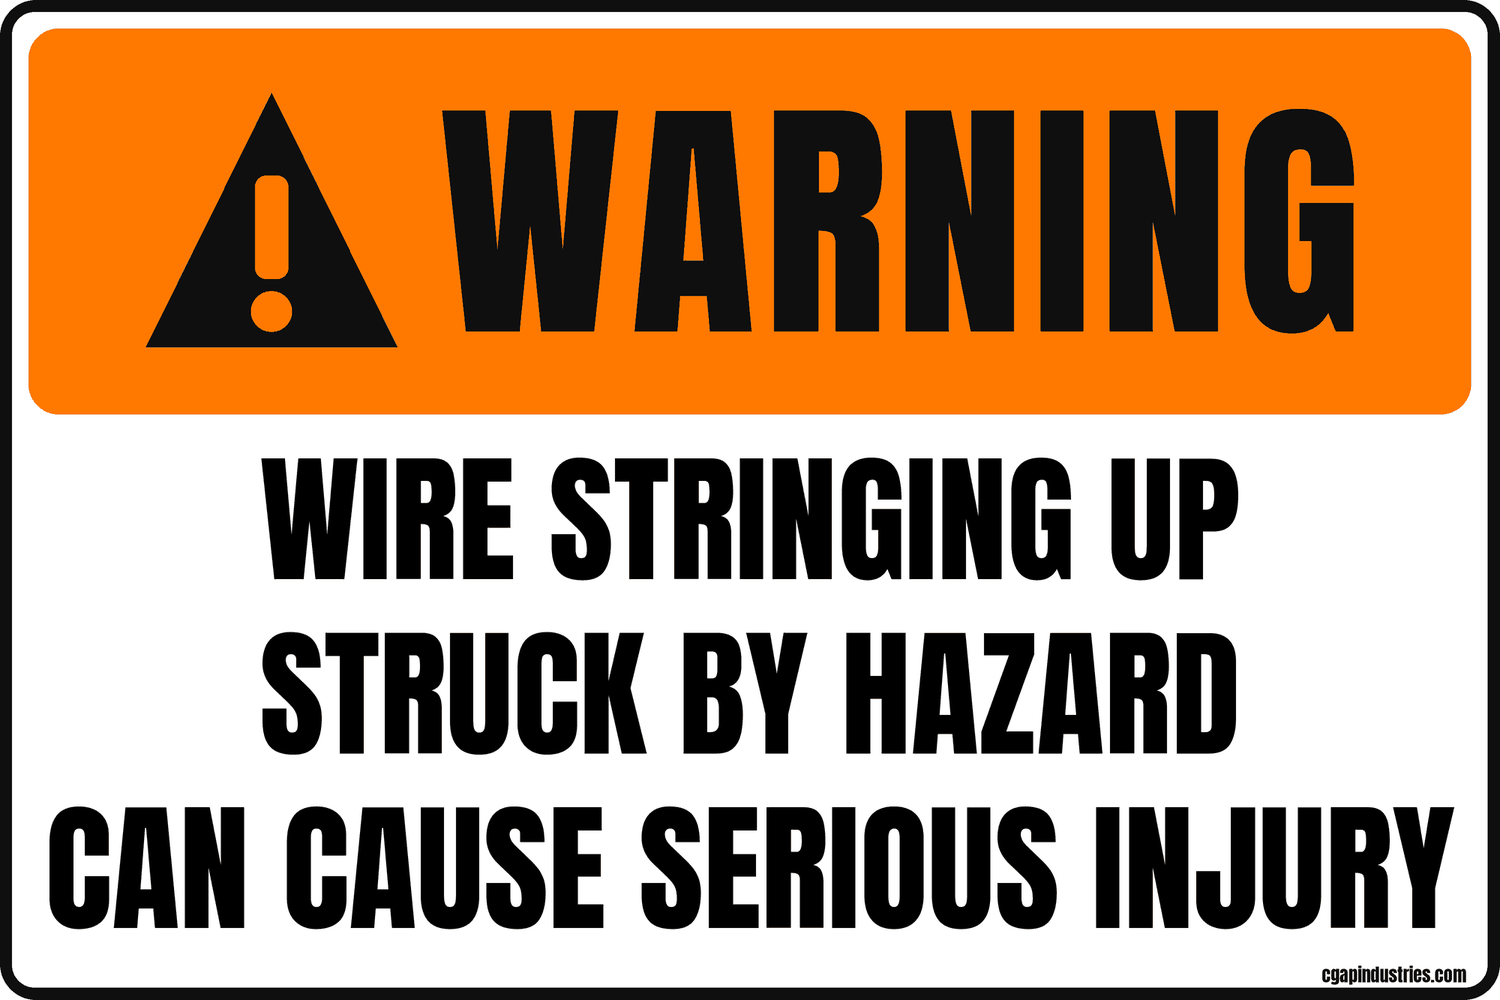 WARNING
WIRE STRINGING UP
STRUCK BY HAZARD
CAN CAUSE SERIOUS INJURY
cgapindustries.com